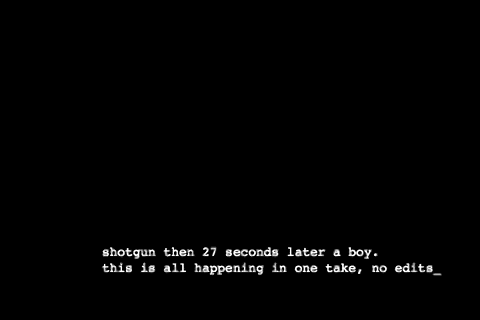 shotgun then 27 seconds later a boy.
this is all happening in one take, no edits_